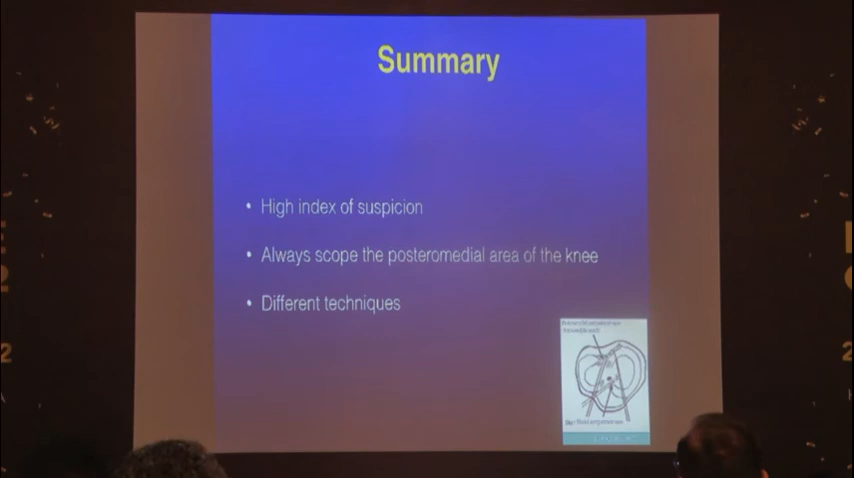 Summary
• High index of suspicion
• Always scope the posteromedial area of the knee
• Different techniques